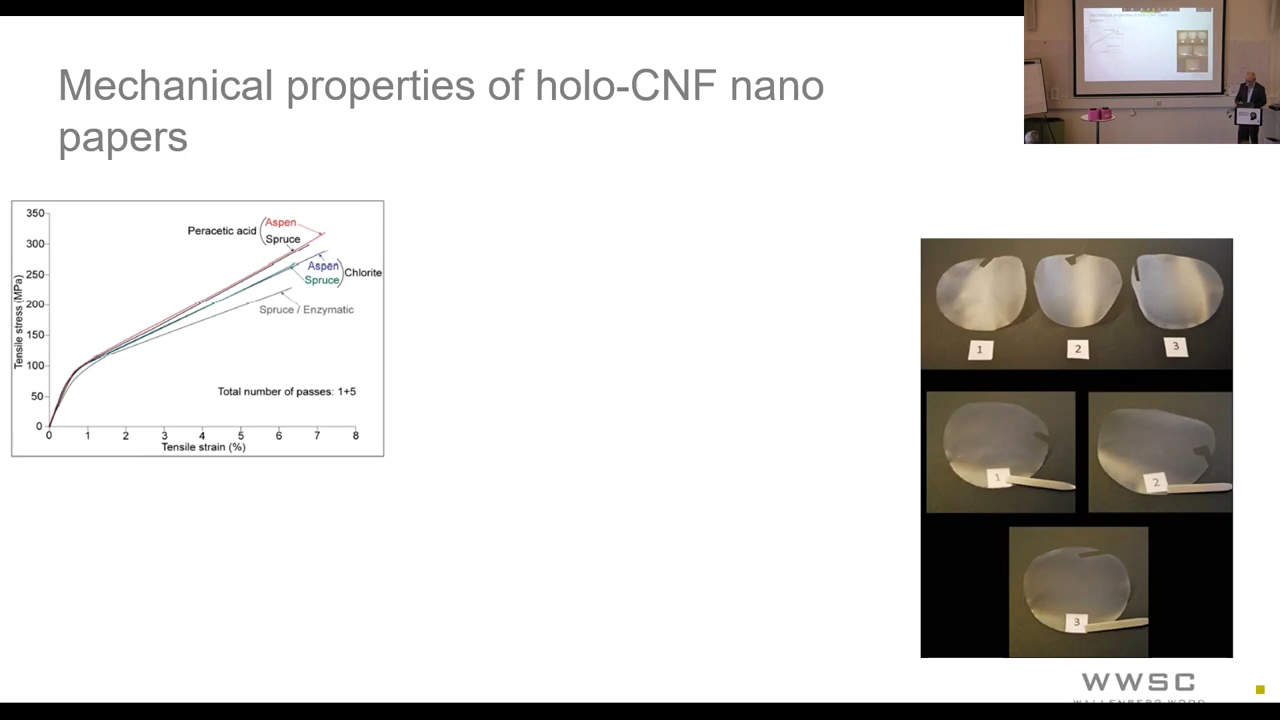 Mechanical properties of holo-CNF nano
papers
350
300
250
200
150
100
50
0
Tensile stress (MPa)
Peracetic acid
Aspen
Spruce
Aspen
Spruce
Chlorite
Spruce / Enzymatic
Total number of passes: 1+5
0 1 2 3 4 5 6 7 8
Tensile strain (%)
1 2 3
1 2
3
WWSC